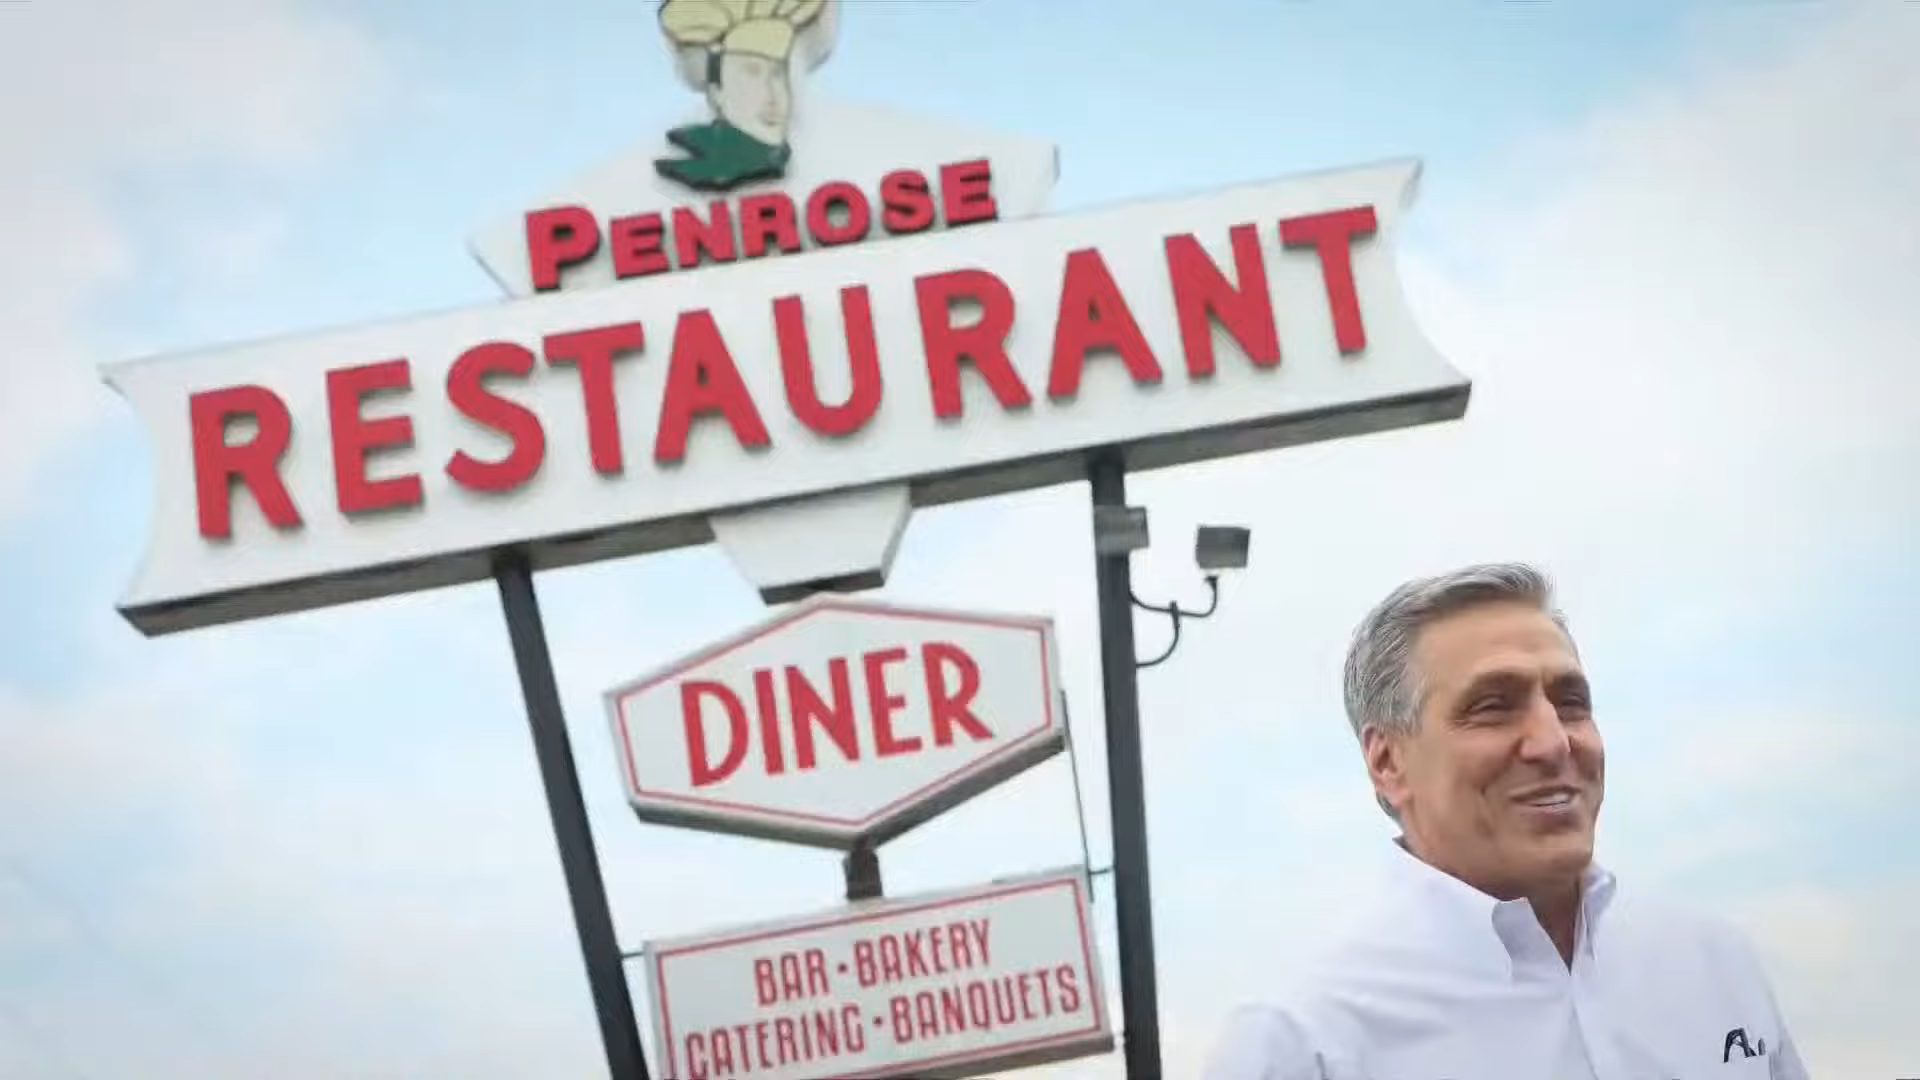 PENROSE
RESTAURANT
DINER
BAR • BAKERY
CATERING • BANQUETS